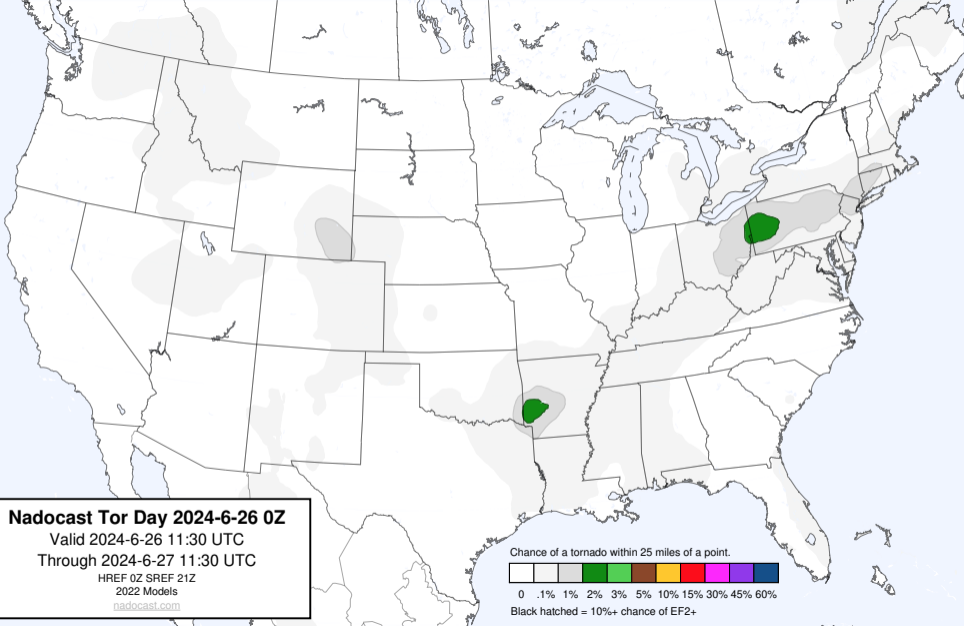 Nadocast Tor Day 2024-6-26 0Z
Valid 2024-6-26 11:30 UTC
Through 2024-6-27 11:30 UTC
HREF 0Z SREF 21Z
2022 Models
nadocast.com
Chance of a tornado within 25 miles of a point.
0 .1% 1% 2% 3% 5% 10% 15% 30% 45% 60%
Black hatched = 10%+ chance of EF2+